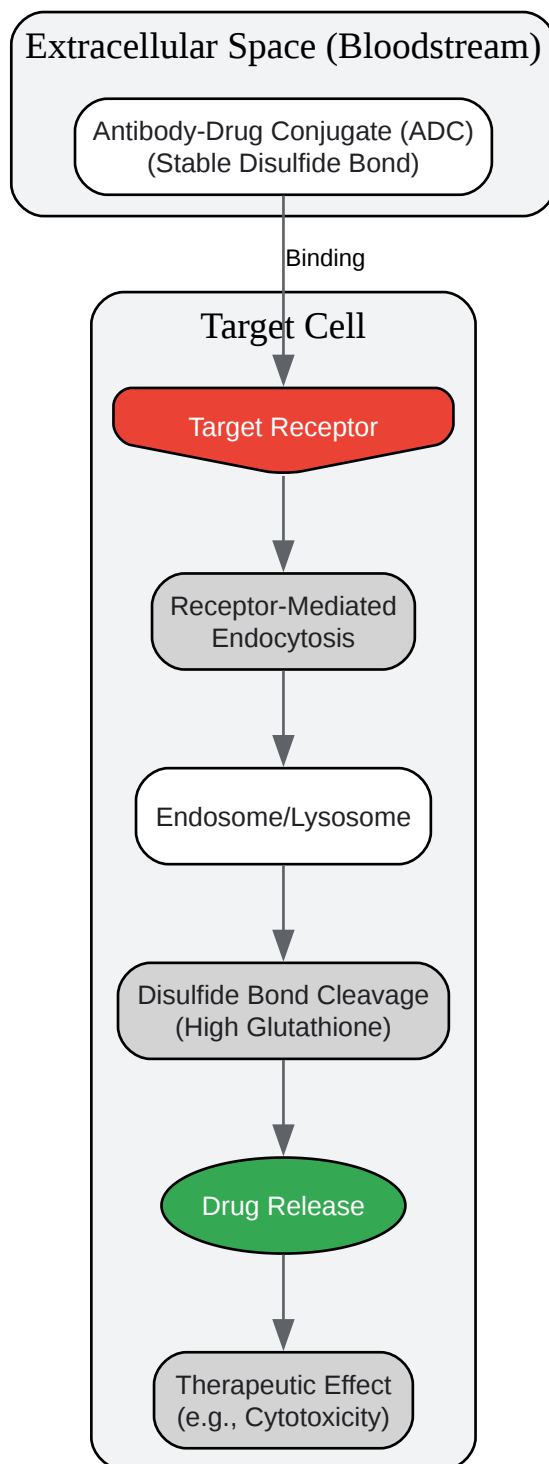 Extracellular Space (Bloodstream)
Antibody-Drug Conjugate (ADC)
(Stable Disulfide Bond)
Binding
Target Cell
Target Receptor
Receptor-Mediated
Endocytosis
Endosome/Lysosome
Disulfide Bond Cleavage
(High Glutathione)
Drug Release
Therapeutic Effect
(e.g., Cytotoxicity)